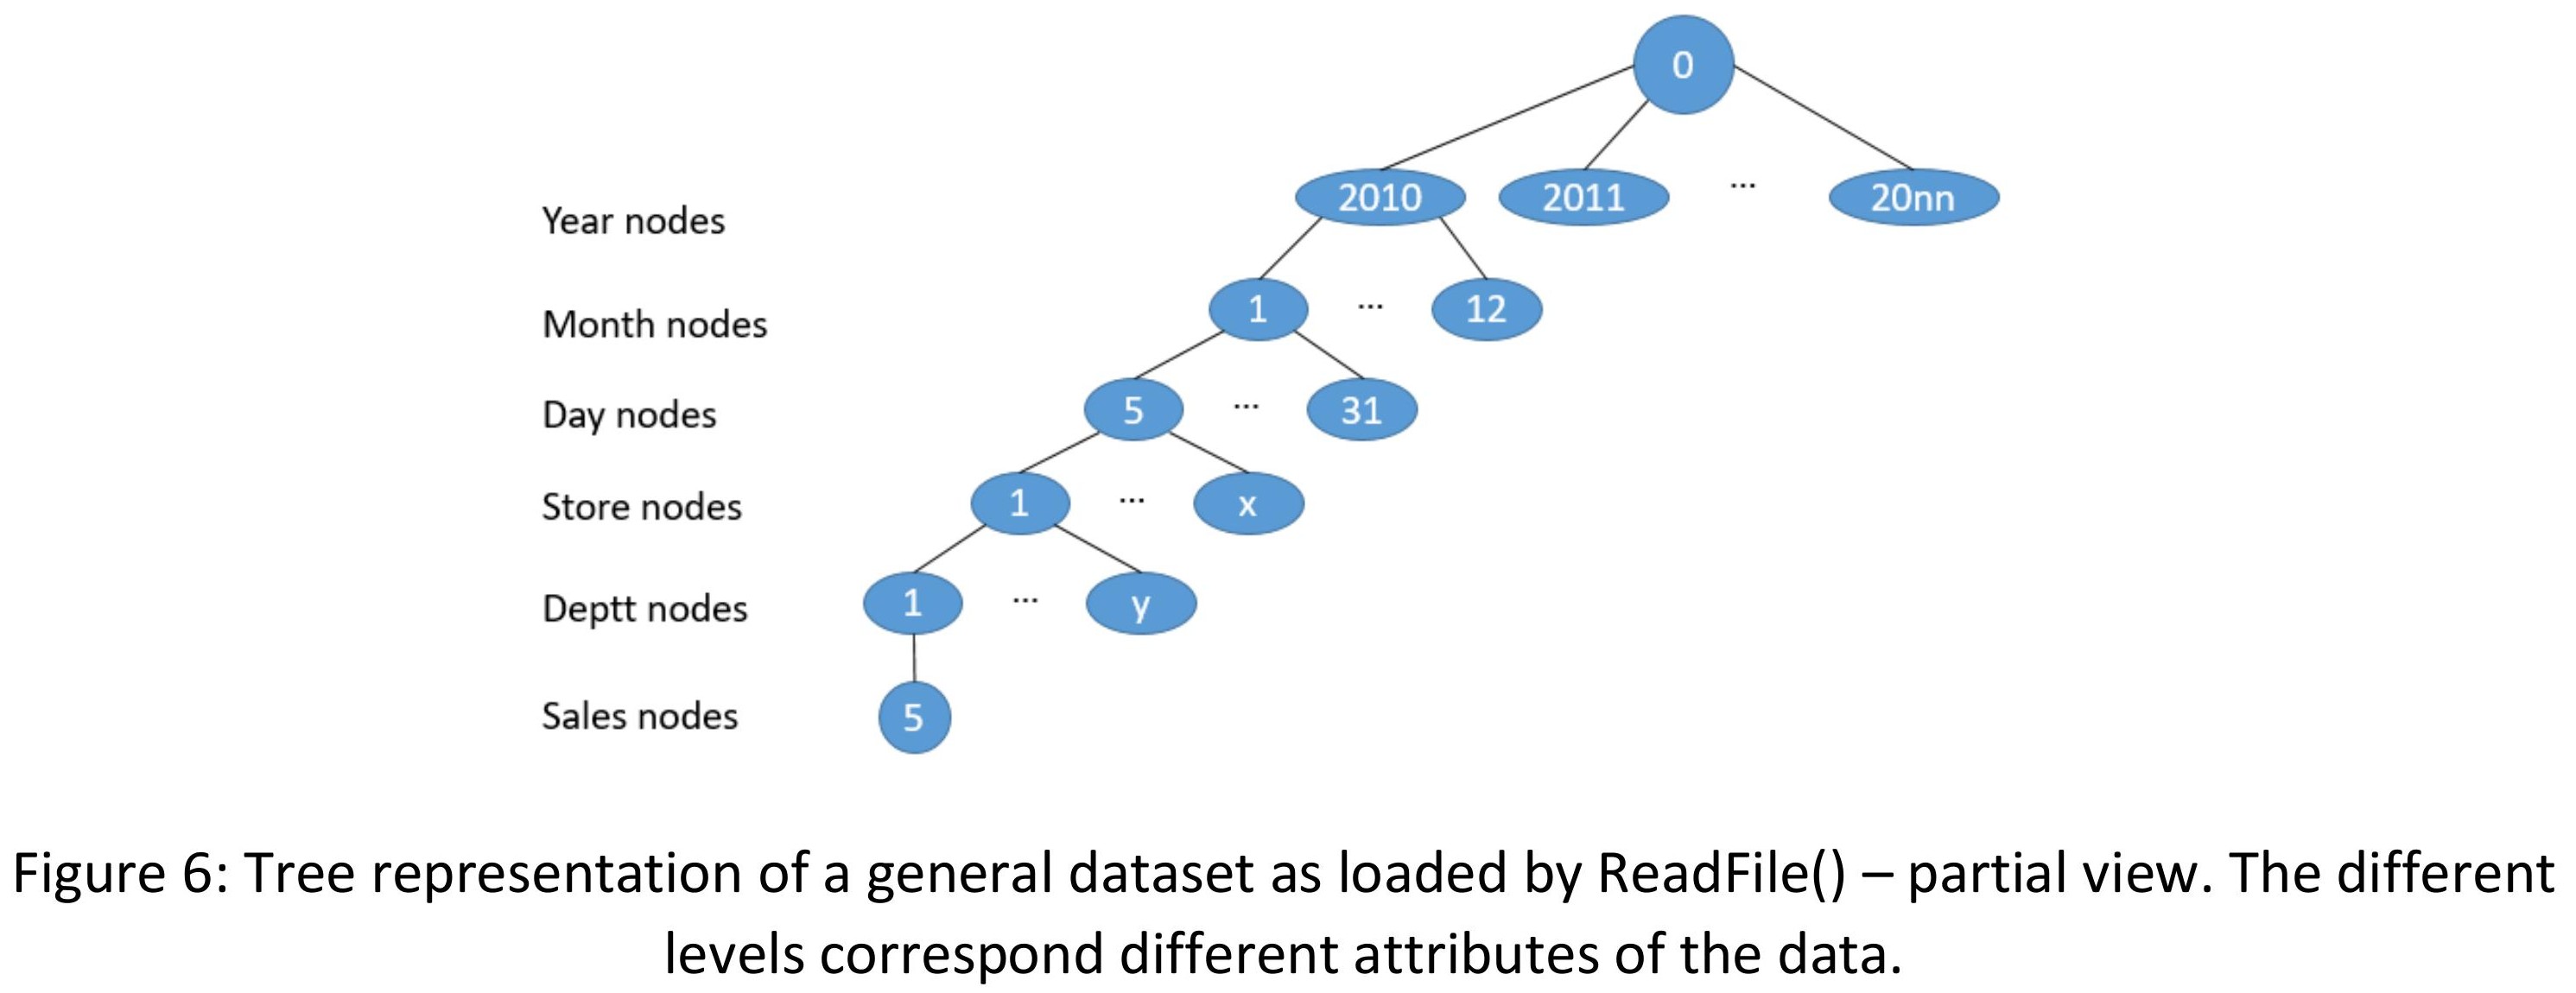 0
2010 2011 ... 20nn
Year nodes
1 ... 12
Month nodes
5 ... 31
Day nodes
1 ... x
Store nodes
1 ... y
Deptt nodes
5
Sales nodes
Figure 6: Tree representation of a general dataset as loaded by ReadFile() – partial view. The different
levels correspond different attributes of the data.